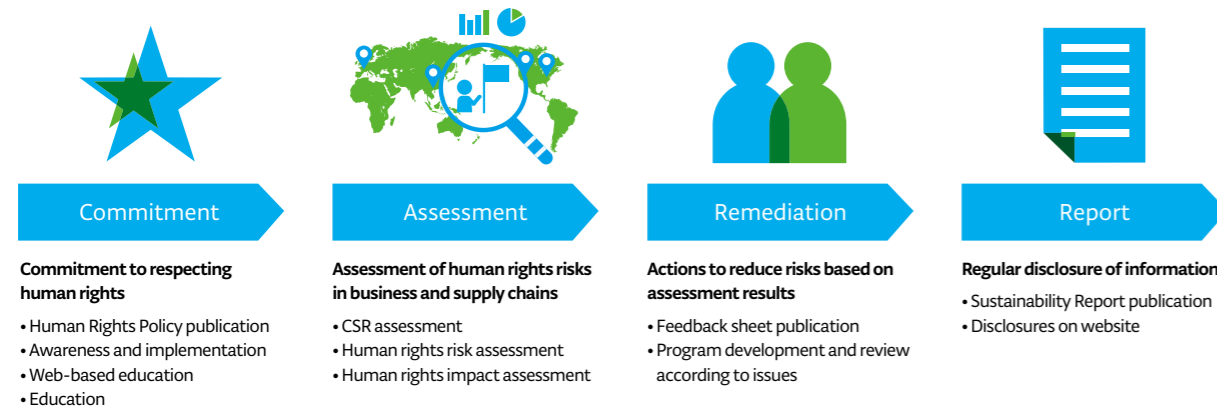 Commitment
Commitment to respecting
human rights
• Human Rights Policy publication
• Awareness and implementation
• Web-based education
• Education
Assessment
Assessment of human rights risks
in business and supply chains
• CSR assessment
• Human rights risk assessment
• Human rights impact assessment
Remediation
Actions to reduce risks based on
assessment results
• Feedback sheet publication
• Program development and review
according to issues
Report
Regular disclosure of information
• Sustainability Report publication
• Disclosures on website